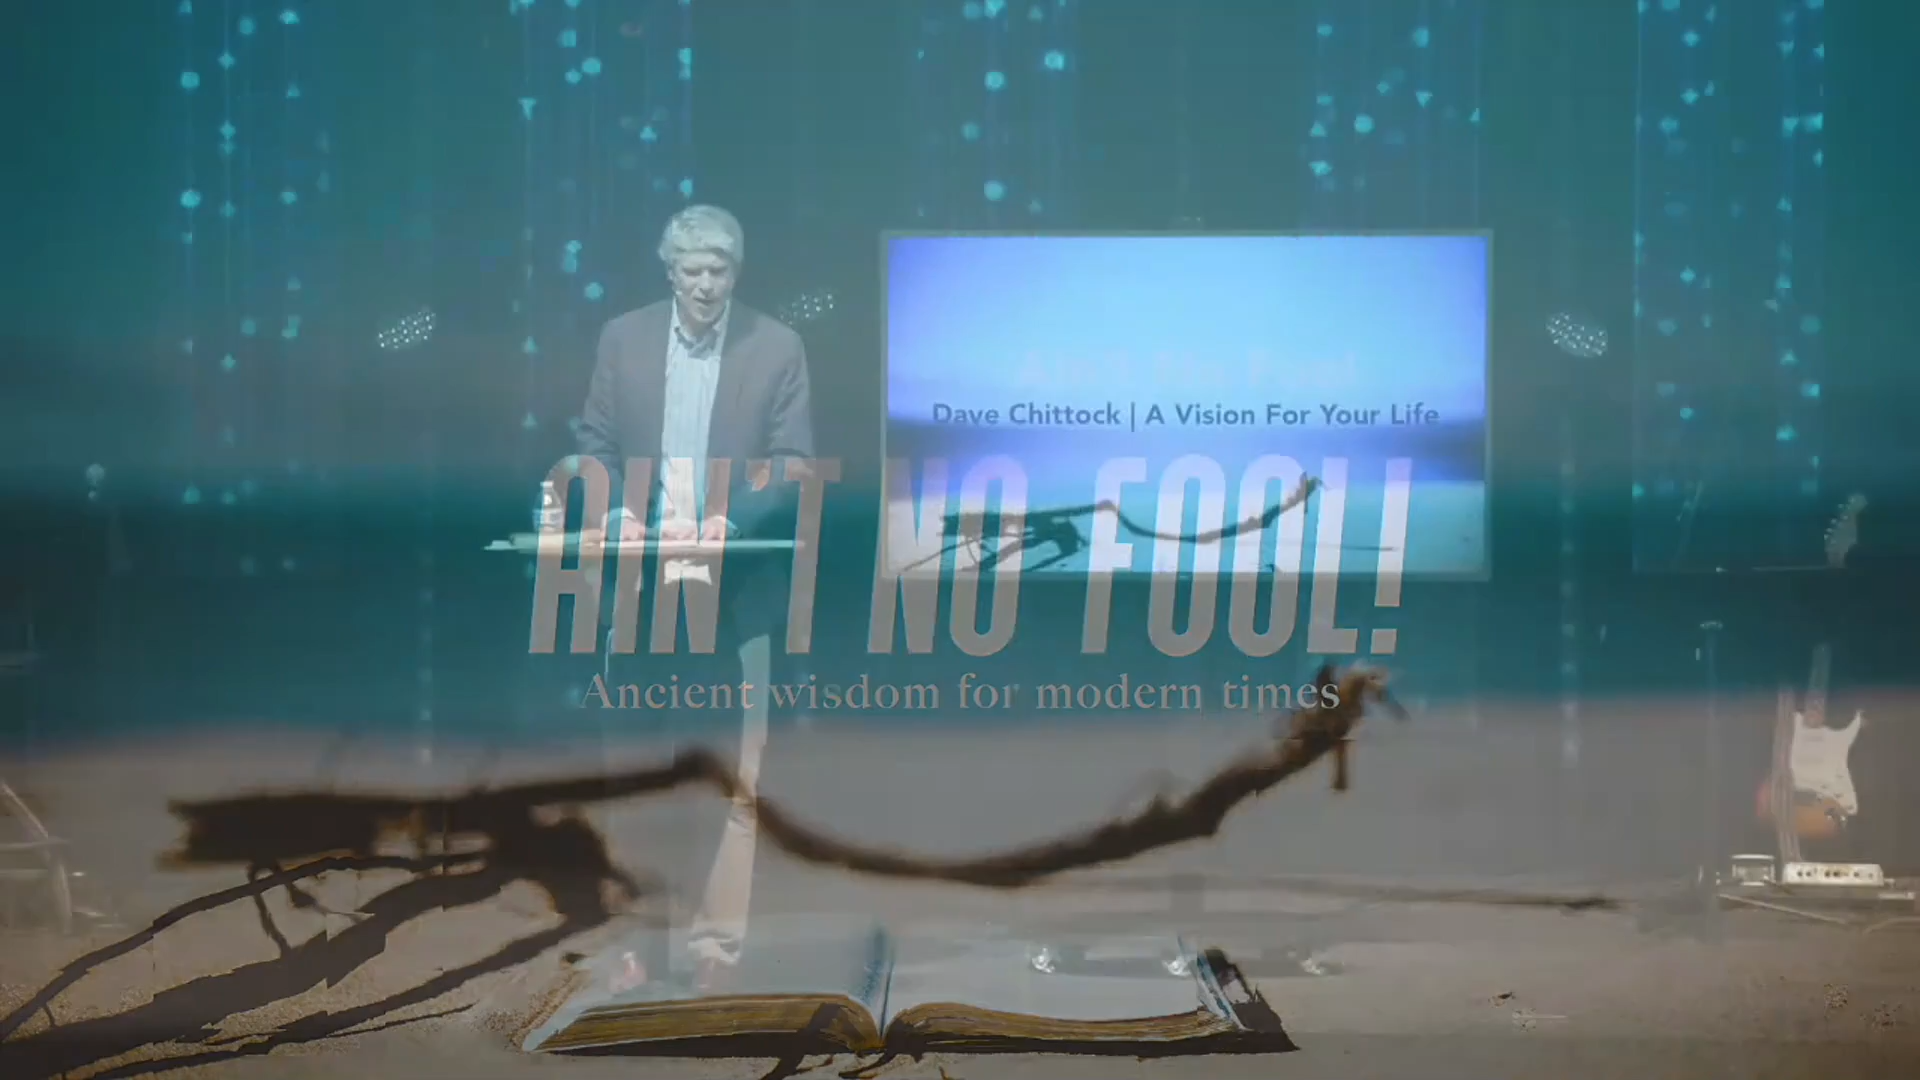 Dave Chittock | A Vision For Your Life
AIN'T NO FOOL!
Ancient wisdom for modern times